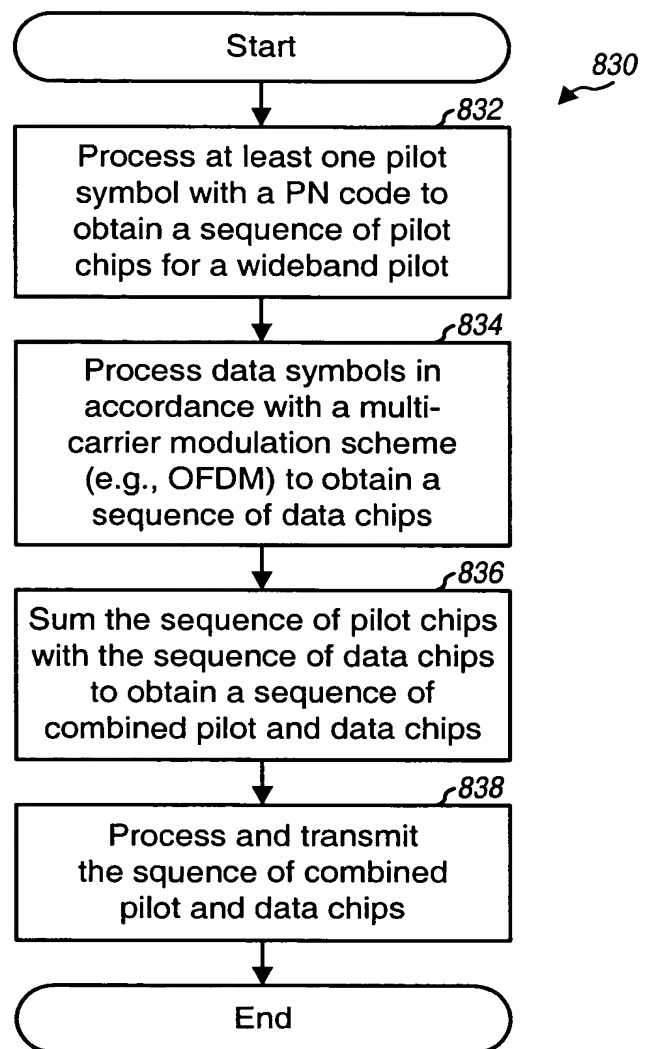 Start
830
832
Process at least one pilot
symbol with a PN code to
obtain a sequence of pilot
chips for a wideband pilot
834
Process data symbols in
accordance with a multi-
carrier modulation scheme
(e.g., OFDM) to obtain a
sequence of data chips
836
Sum the sequence of pilot chips
with the sequence of data chips
to obtain a sequence of
combined pilot and data chips
838
Process and transmit
the squence of combined
pilot and data chips
End